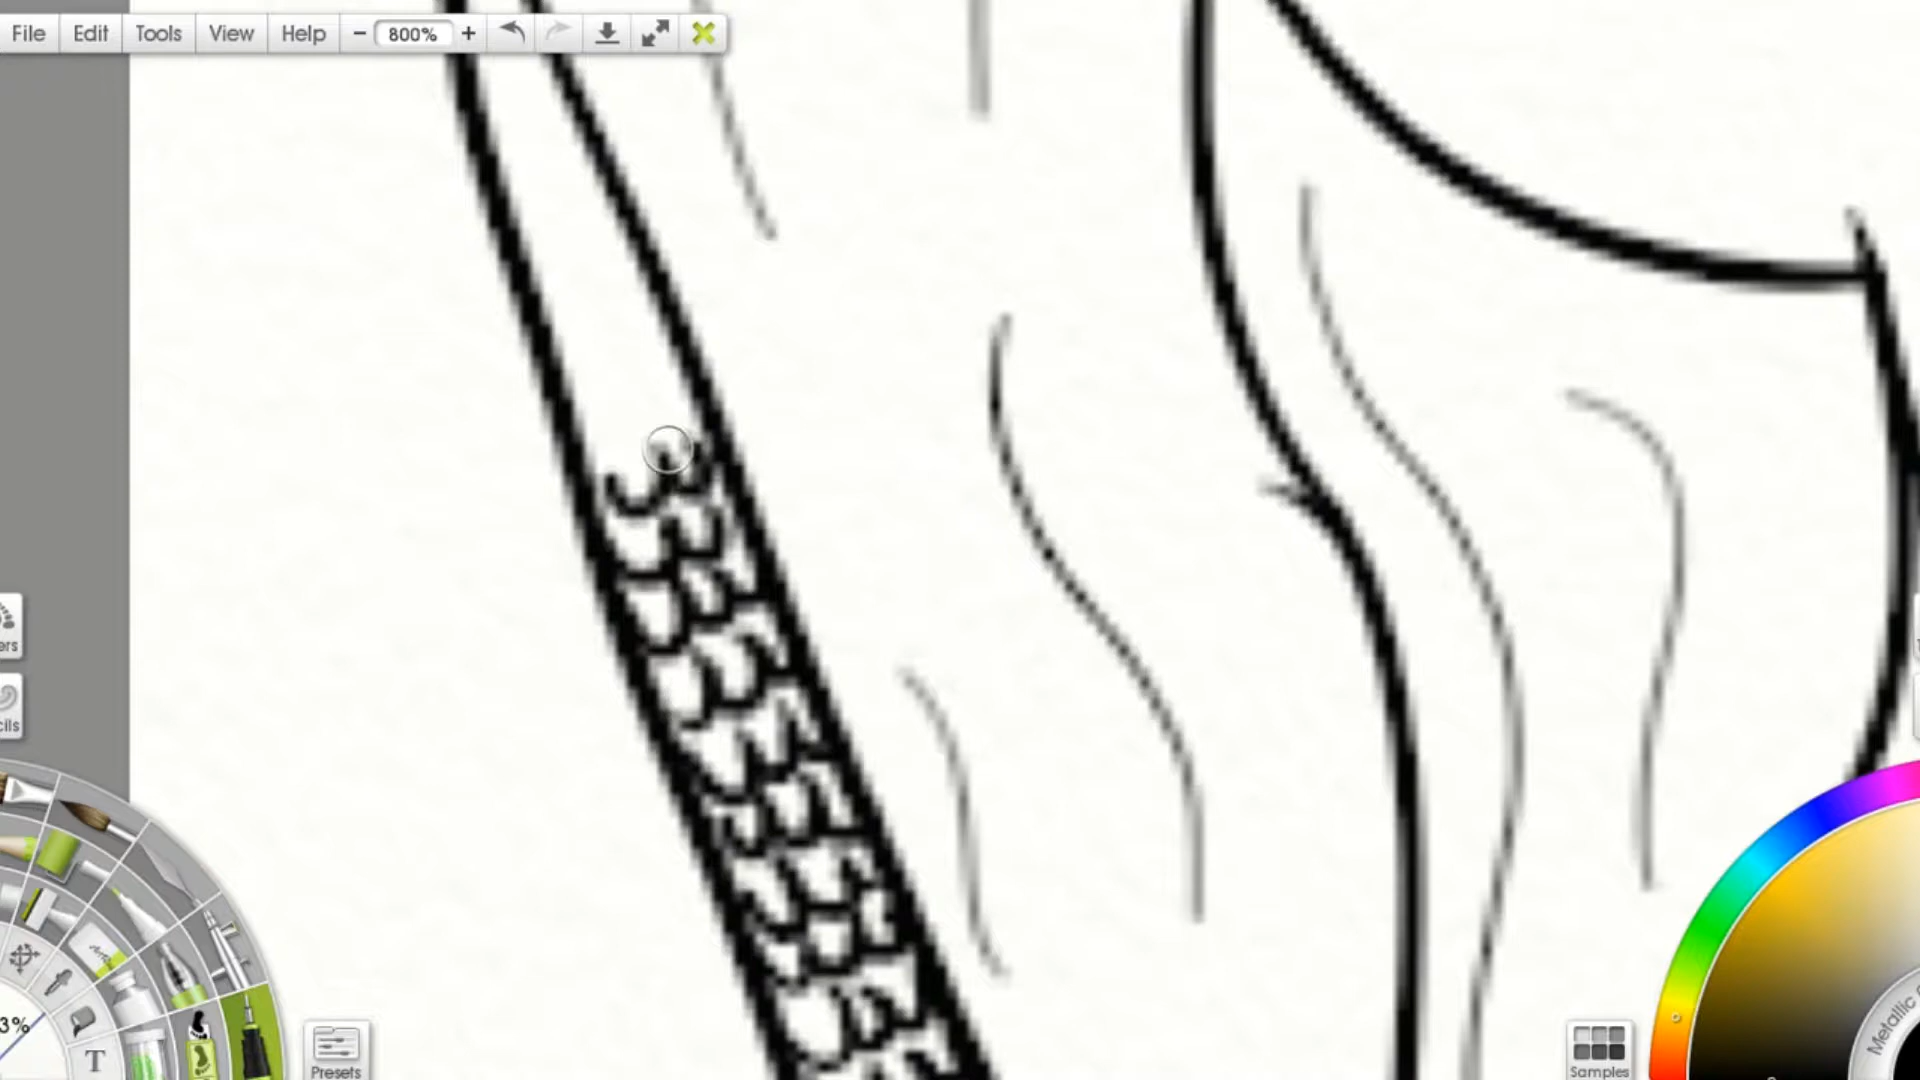 File Edit Tools View Help − 800% +
ers
cils
3%
T
Presets
Metallic
Samples